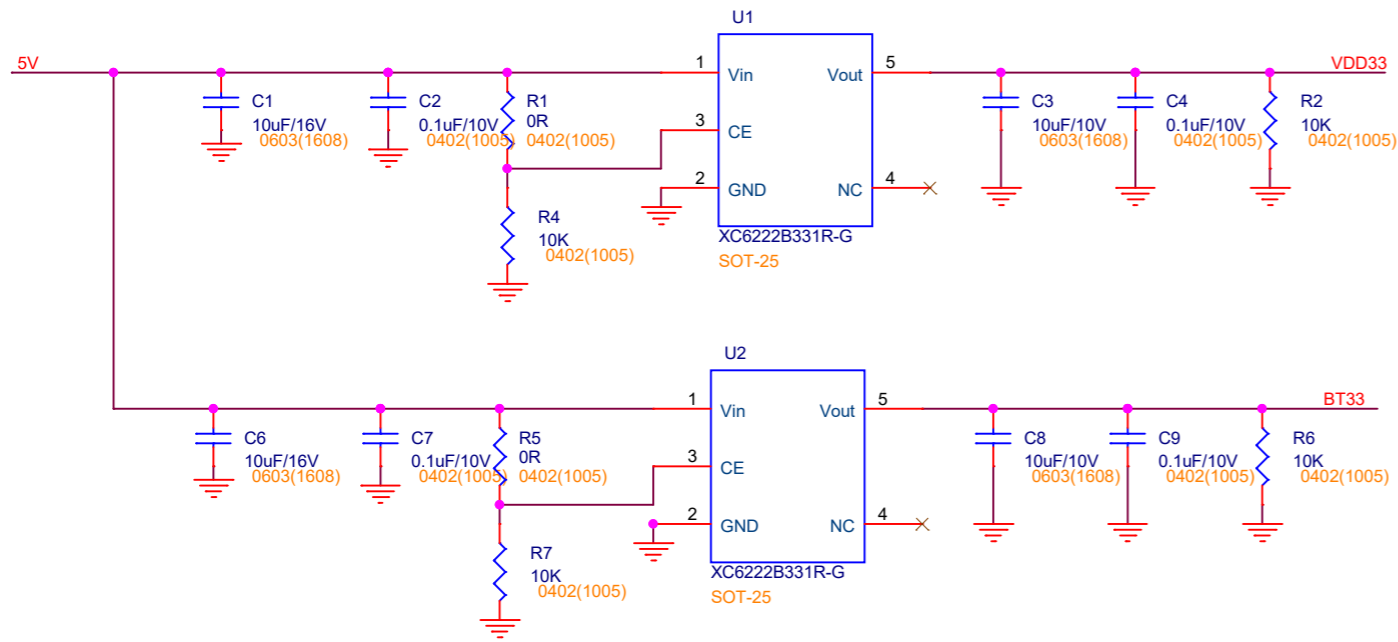 U1
5V
1
Vin
Vout
5
VDD33
C1
10uF/16V
0603(1608)
C2
0.1uF/10V
0402(1005)
R1
0R
0402(1005)
3
CE
2
GND
NC
4
C3
10uF/10V
0603(1608)
C4
0.1uF/10V
0402(1005)
R2
10K
0402(1005)
R4
10K
0402(1005)
XC6222B331R-G
SOT-25
U2
1
Vin
Vout
5
BT33
C6
10uF/16V
0603(1608)
C7
0.1uF/10V
0402(1005)
R5
0R
0402(1005)
3
CE
2
GND
NC
4
C8
10uF/10V
0603(1608)
C9
0.1uF/10V
0402(1005)
R6
10K
0402(1005)
R7
10K
0402(1005)
XC6222B331R-G
SOT-25